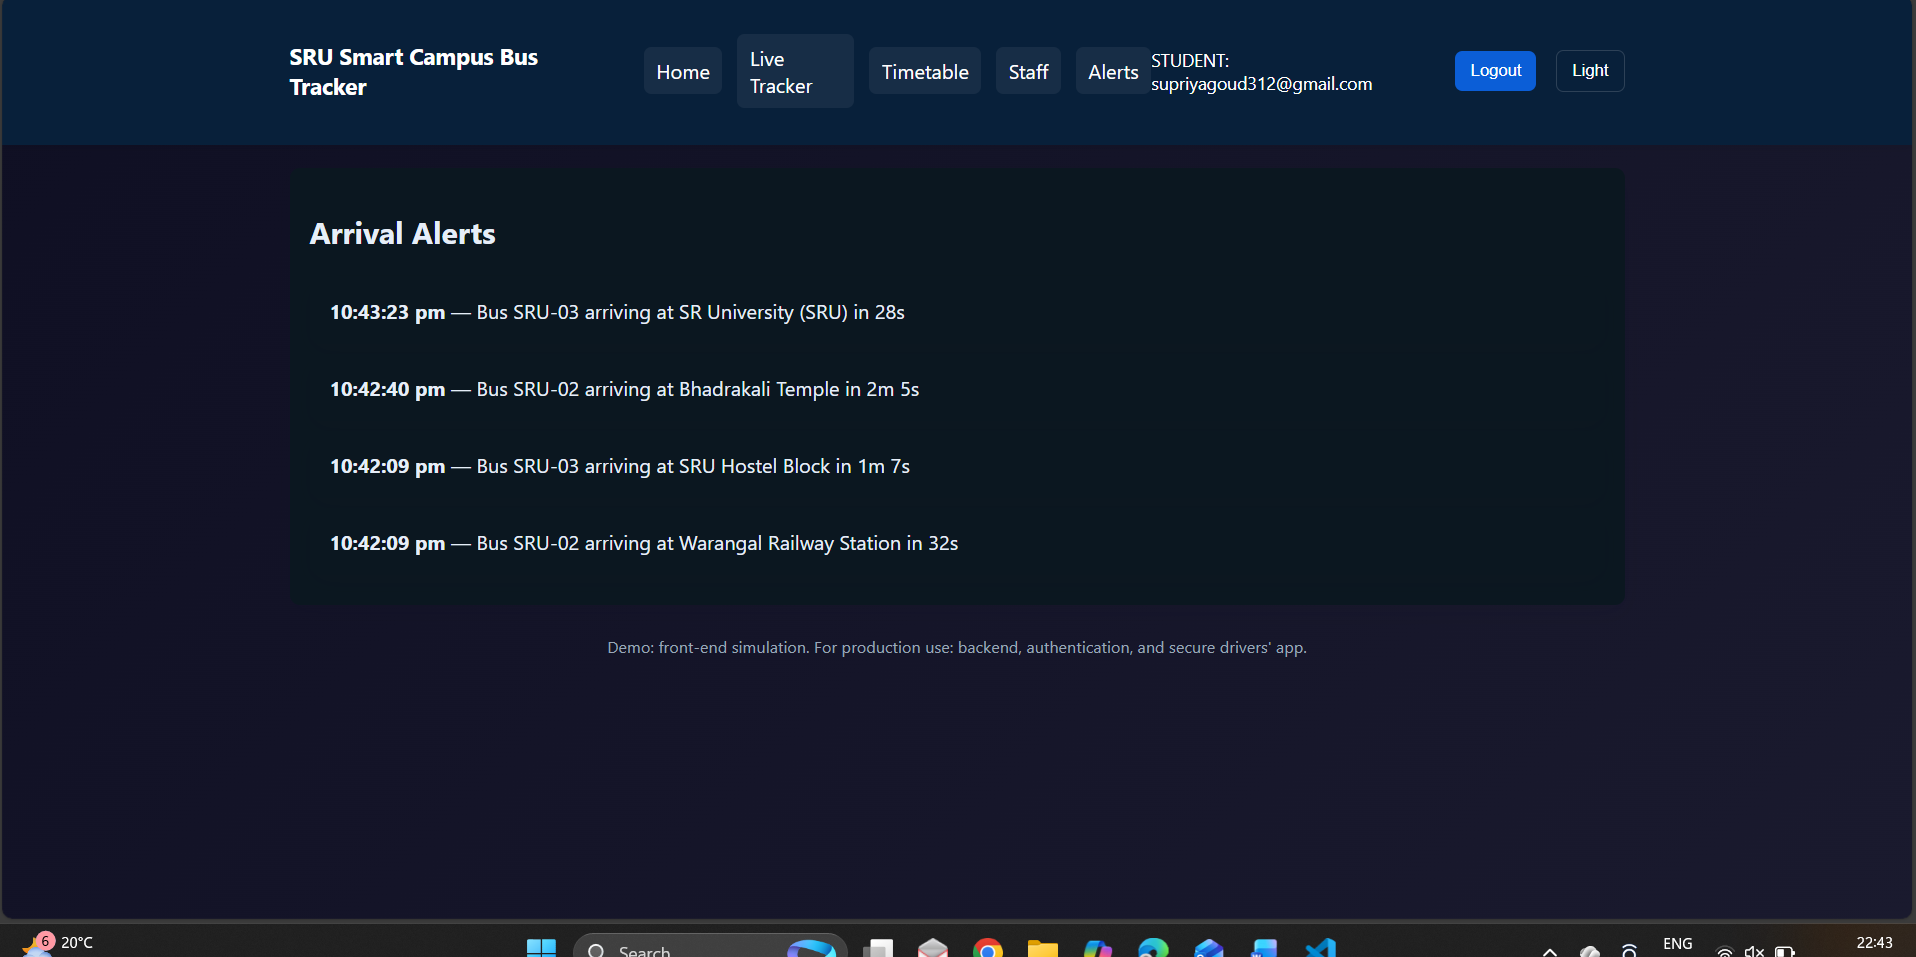 SRU Smart Campus Bus
Tracker
Home
Live
Tracker
Timetable
Staff
Alerts
STUDENT:
supriyagoud312@gmail.com
Logout
Light
Arrival Alerts
10:43:23 pm — Bus SRU-03 arriving at SR University (SRU) in 28s
10:42:40 pm — Bus SRU-02 arriving at Bhadrakali Temple in 2m 5s
10:42:09 pm — Bus SRU-03 arriving at SRU Hostel Block in 1m 7s
10:42:09 pm — Bus SRU-02 arriving at Warangal Railway Station in 32s
Demo: front-end simulation. For production use: backend, authentication, and secure drivers' app.
6
20°C
Search
ENG
22:43